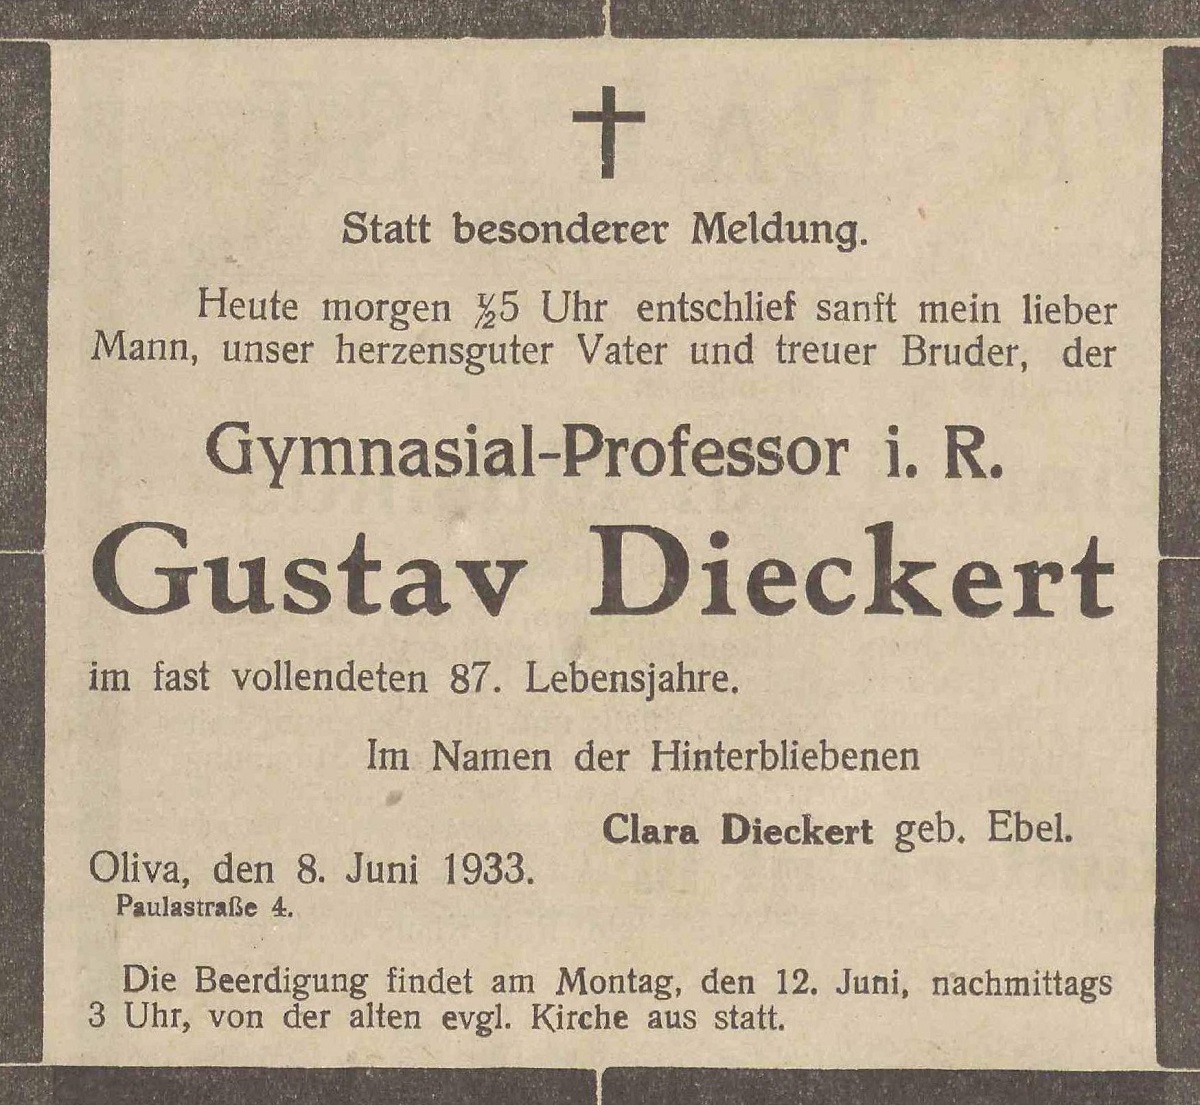 Statt besonderer Meldung.
Heute morgen ½5 Uhr entschlief sanft mein lieber
Mann, unser herzensguter Vater und treuer Bruder, der
Gymnasial-Professor i. R.
Gustav Dieckert
im fast vollendeten 87. Lebensjahre.
Im Namen der Hinterbliebenen
Clara Dieckert geb. Ebel.
Oliva, den 8. Juni 1933.
Paulastraße 4.
Die Beerdigung findet am Montag, den 12. Juni, nachmittags
3 Uhr, von der alten evgl. Kirche aus statt.